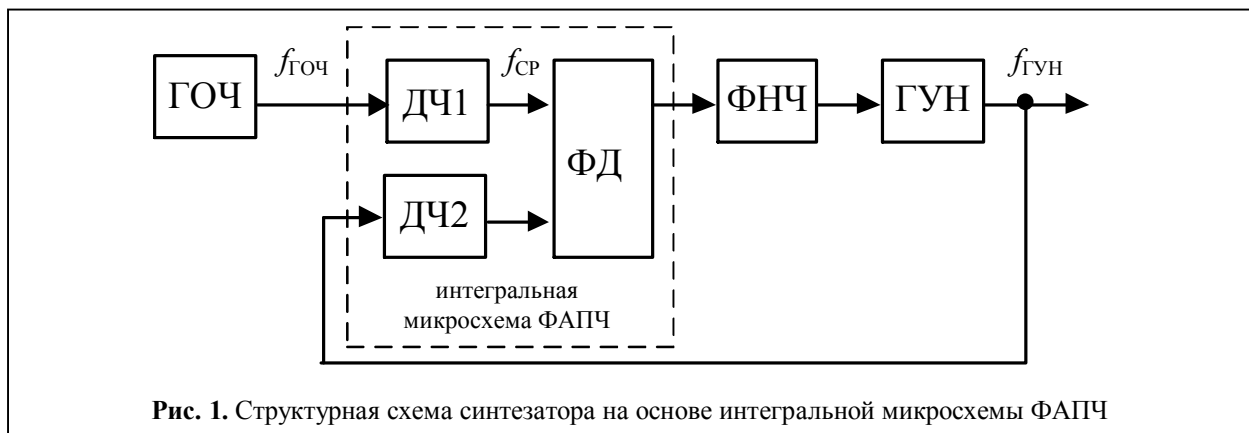 fГОЧ
fСР
fГУН
ГОЧ
ДЧ1
ФД
ФНЧ
ГУН
ДЧ2
интегральная
микросхема ФАПЧ
Рис. 1. Структурная схема синтезатора на основе интегральной микросхемы ФАПЧ